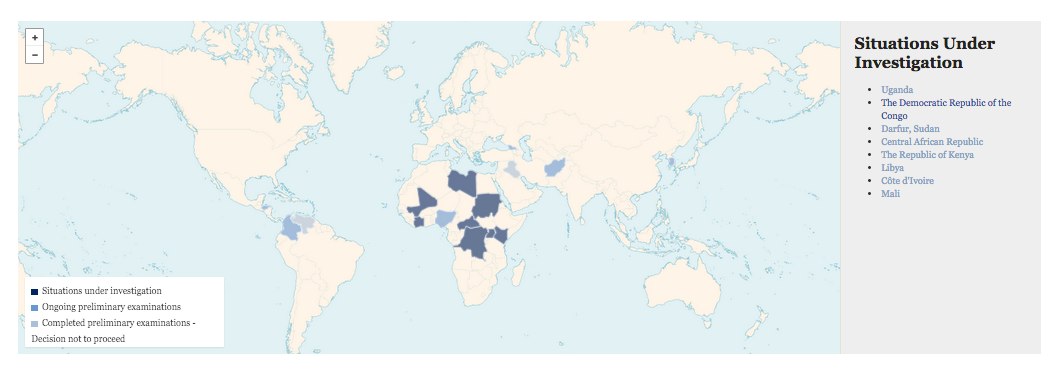 +
−
Situations under investigation
Ongoing preliminary examinations
Completed preliminary examinations -
Decision not to proceed
Situations Under
Investigation
Uganda
The Democratic Republic of the
Congo
Darfur, Sudan
Central African Republic
The Republic of Kenya
Libya
Côte d'Ivoire
Mali